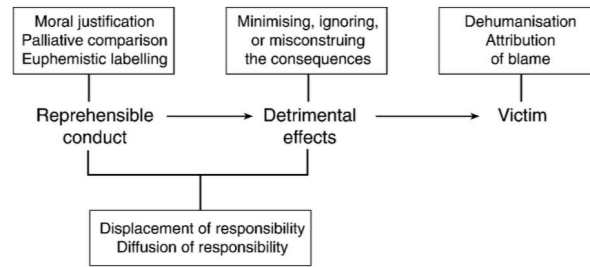 Moral justification
Palliative comparison
Euphemistic labelling
Minimising, ignoring,
or misconstruing
the consequences
Dehumanisation
Attribution
of blame
Reprehensible
conduct
Detrimental
effects
Victim
Displacement of responsibility
Diffusion of responsibility